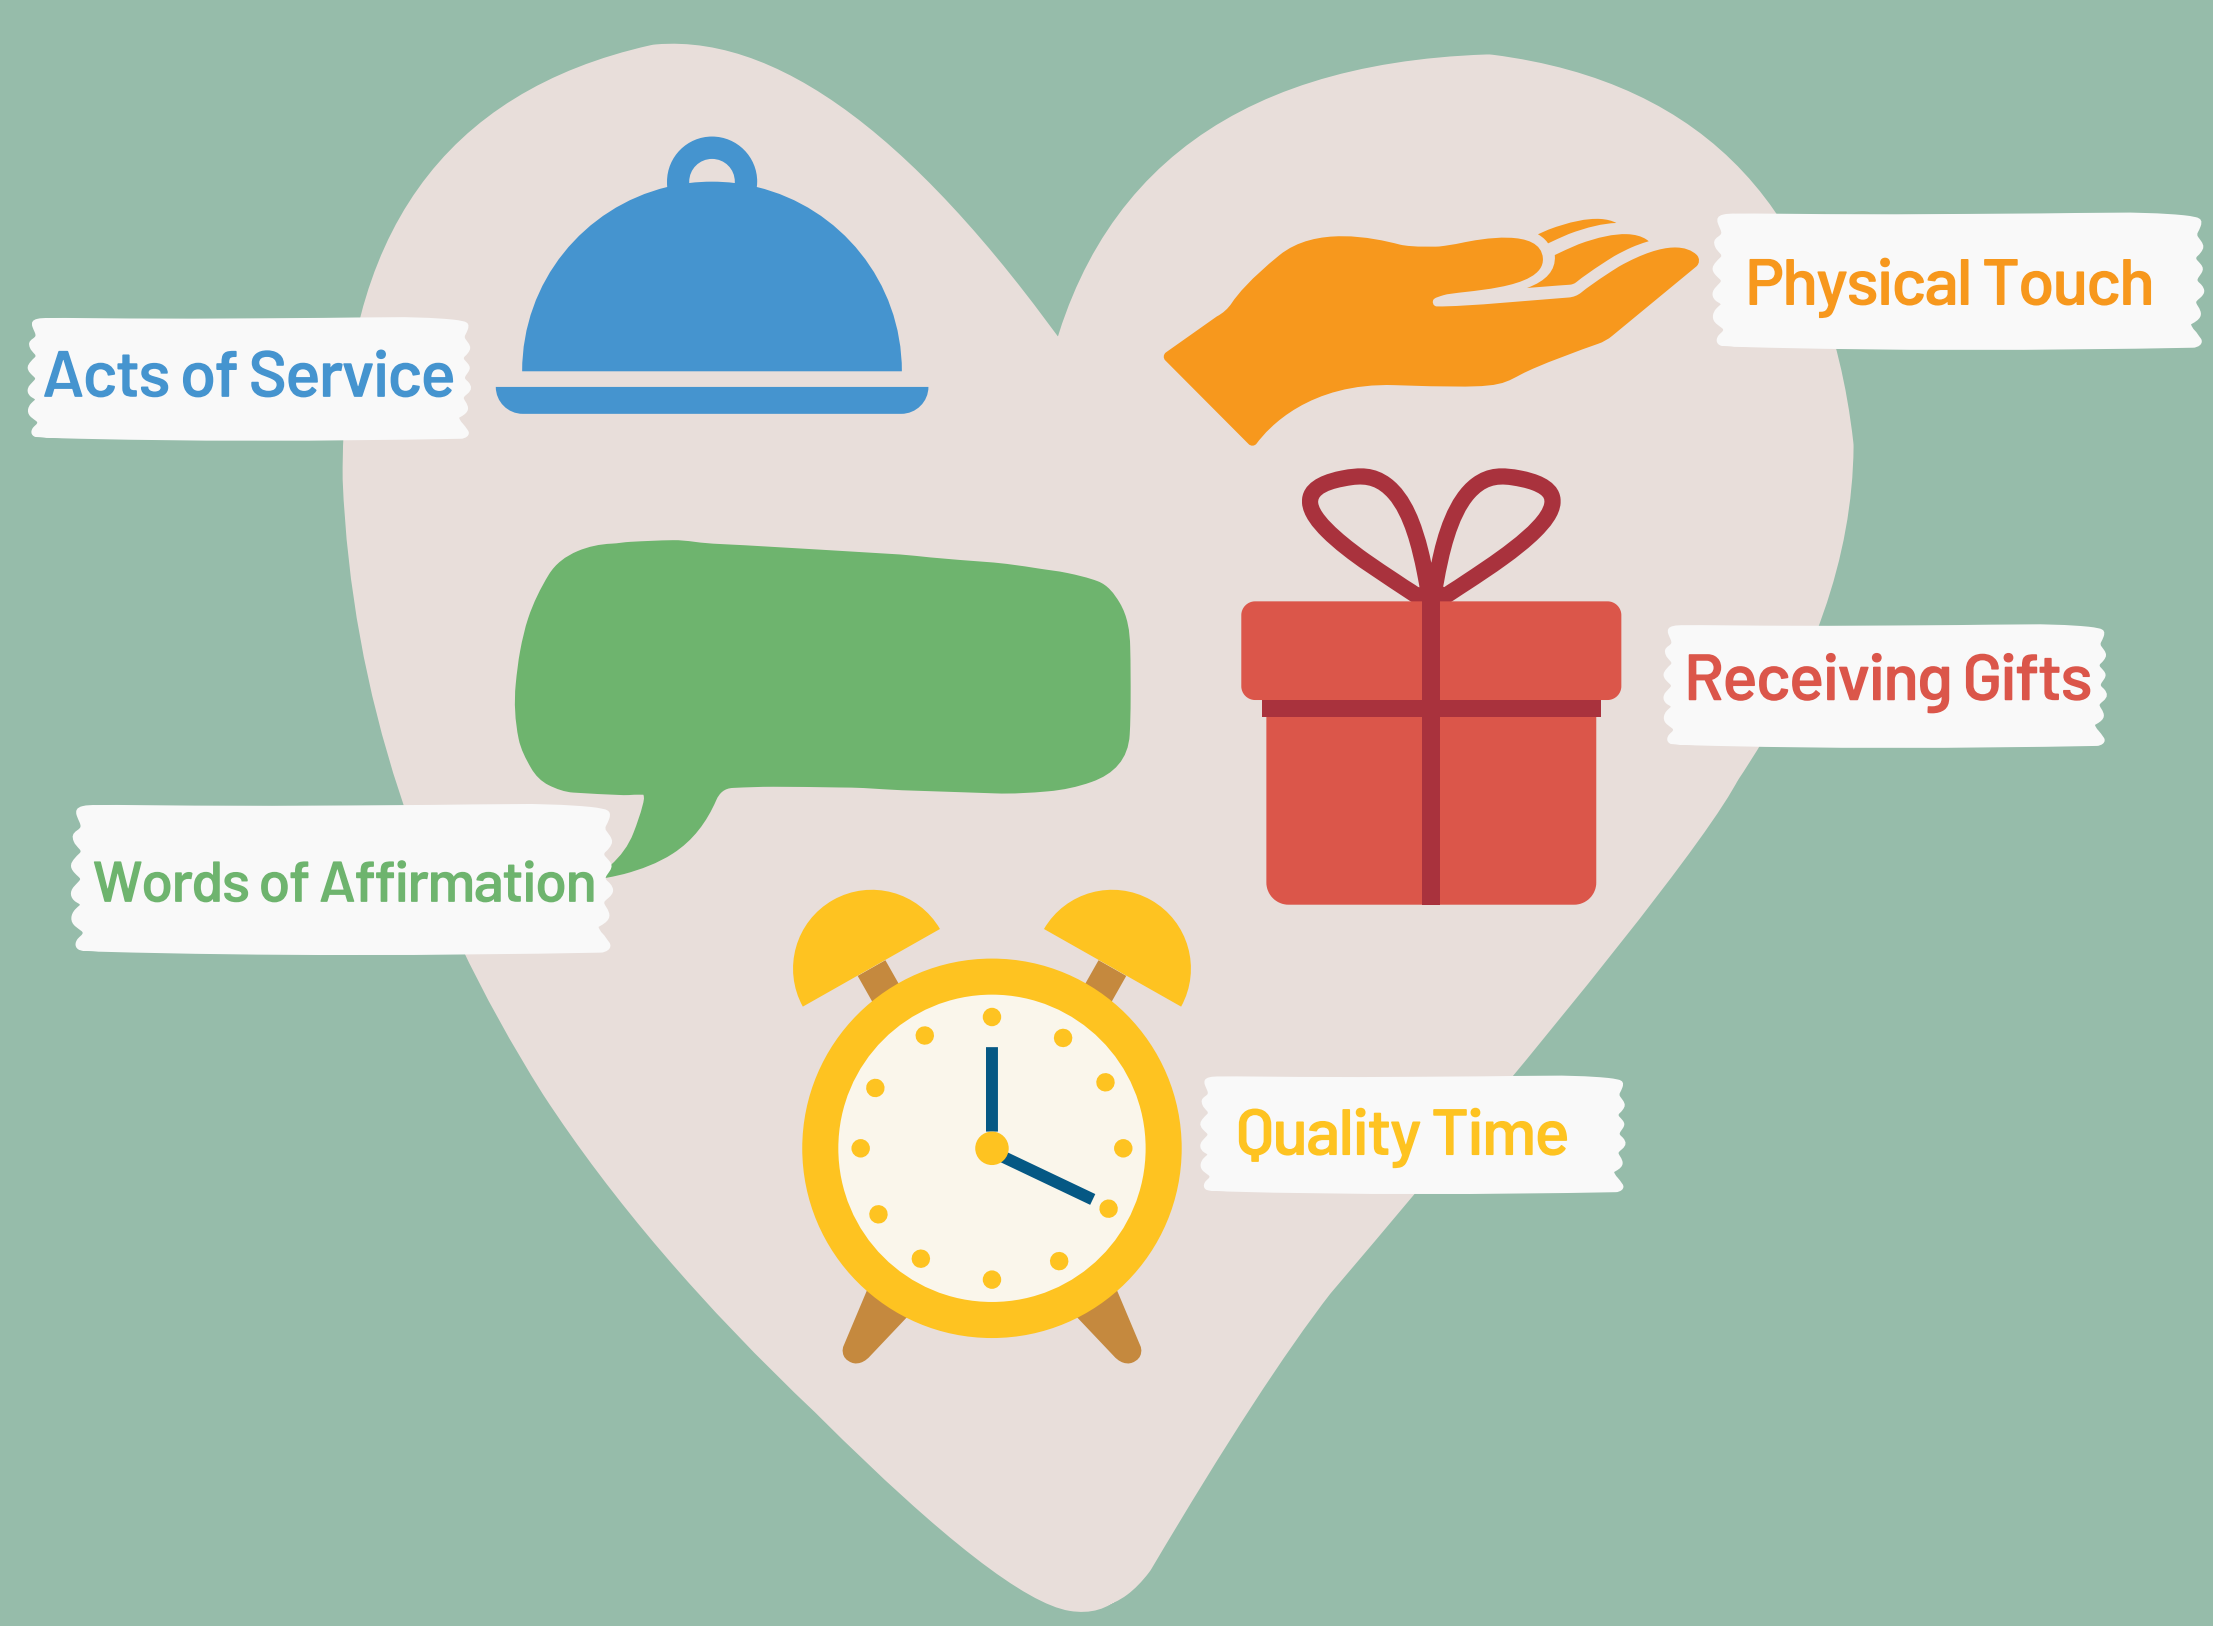 Physical Touch
Acts of Service
Receiving Gifts
Words of Affirmation
Quality Time